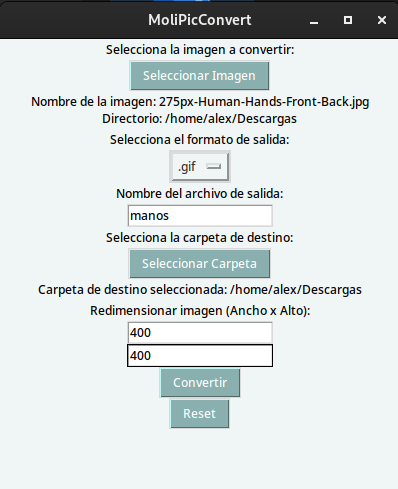 MoliPicConvert
Selecciona la imagen a convertir:
Seleccionar Imagen
Nombre de la imagen: 275px-Human-Hands-Front-Back.jpg
Directorio: /home/alex/Descargas
Selecciona el formato de salida:
.gif
Nombre del archivo de salida:
manos
Selecciona la carpeta de destino:
Seleccionar Carpeta
Carpeta de destino seleccionada: /home/alex/Descargas
Redimensionar imagen (Ancho x Alto):
400
400
Convertir
Reset